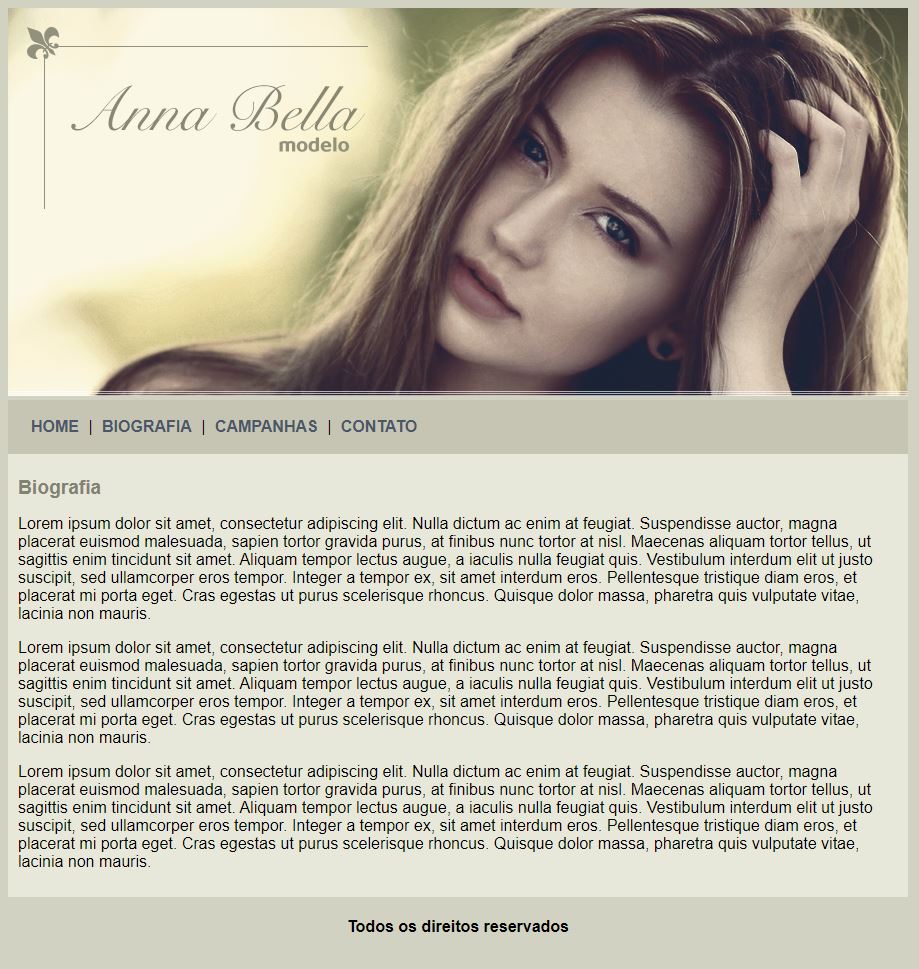 Anna Bella
modelo
HOME | BIOGRAFIA | CAMPANHAS | CONTATO
Biografia
Lorem ipsum dolor sit amet, consectetur adipiscing elit. Nulla dictum ac enim at feugiat. Suspendisse auctor, magna
placerat euismod malesuada, sapien tortor gravida purus, at finibus nunc tortor at nisl. Maecenas aliquam tortor tellus, ut
sagittis enim tincidunt sit amet. Aliquam tempor lectus augue, a iaculis nulla feugiat quis. Vestibulum interdum elit ut justo
suscipit, sed ullamcorper eros tempor. Integer a tempor ex, sit amet interdum eros. Pellentesque tristique diam eros, et
placerat mi porta eget. Cras egestas ut purus scelerisque rhoncus. Quisque dolor massa, pharetra quis vulputate vitae,
lacinia non mauris.
Lorem ipsum dolor sit amet, consectetur adipiscing elit. Nulla dictum ac enim at feugiat. Suspendisse auctor, magna
placerat euismod malesuada, sapien tortor gravida purus, at finibus nunc tortor at nisl. Maecenas aliquam tortor tellus, ut
sagittis enim tincidunt sit amet. Aliquam tempor lectus augue, a iaculis nulla feugiat quis. Vestibulum interdum elit ut justo
suscipit, sed ullamcorper eros tempor. Integer a tempor ex, sit amet interdum eros. Pellentesque tristique diam eros, et
placerat mi porta eget. Cras egestas ut purus scelerisque rhoncus. Quisque dolor massa, pharetra quis vulputate vitae,
lacinia non mauris.
Lorem ipsum dolor sit amet, consectetur adipiscing elit. Nulla dictum ac enim at feugiat. Suspendisse auctor, magna
placerat euismod malesuada, sapien tortor gravida purus, at finibus nunc tortor at nisl. Maecenas aliquam tortor tellus, ut
sagittis enim tincidunt sit amet. Aliquam tempor lectus augue, a iaculis nulla feugiat quis. Vestibulum interdum elit ut justo
suscipit, sed ullamcorper eros tempor. Integer a tempor ex, sit amet interdum eros. Pellentesque tristique diam eros, et
placerat mi porta eget. Cras egestas ut purus scelerisque rhoncus. Quisque dolor massa, pharetra quis vulputate vitae,
lacinia non mauris.
Todos os direitos reservados